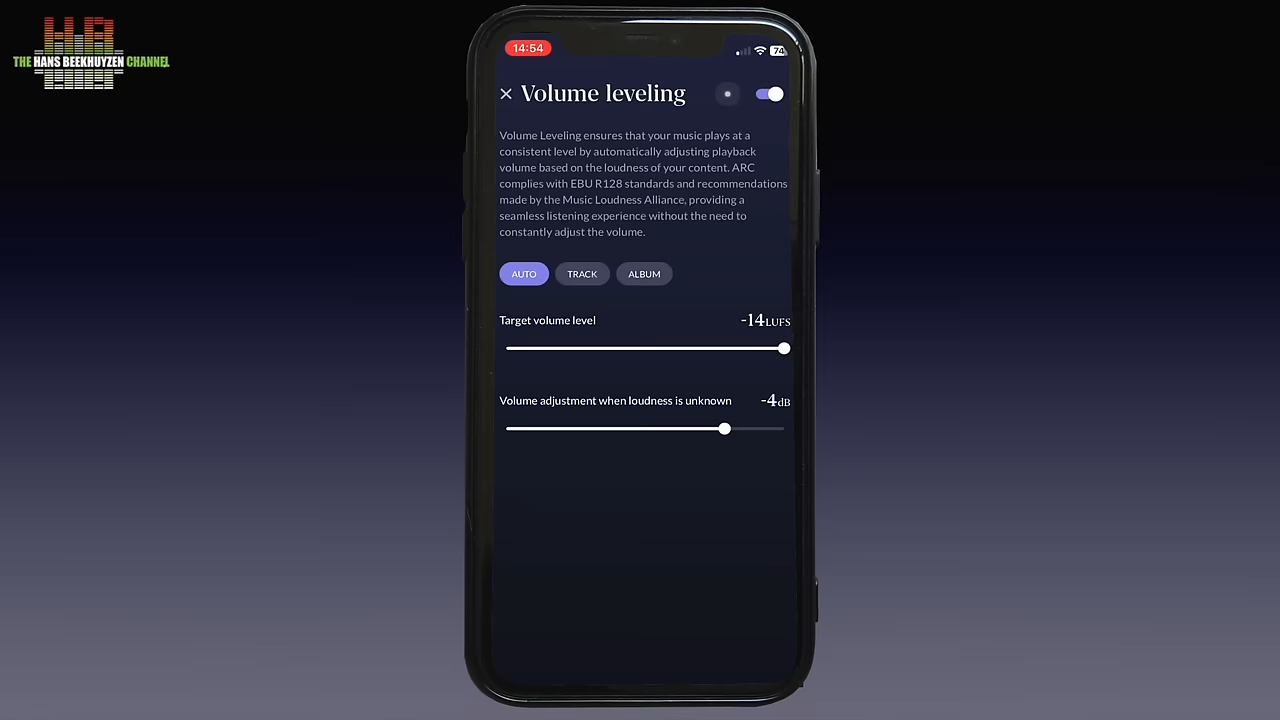 THE HANS BEEKHUYZEN CHANNEL
14:54
74
Volume leveling
Volume Leveling ensures that your music plays at a
consistent level by automatically adjusting playback
volume based on the loudness of your content. ARC
complies with EBU R128 standards and recommendations
made by the Music Loudness Alliance, providing a
seamless listening experience without the need to
constantly adjust the volume.
AUTO TRACK ALBUM
Target volume level -14LUFS
Volume adjustment when loudness is unknown -4dB